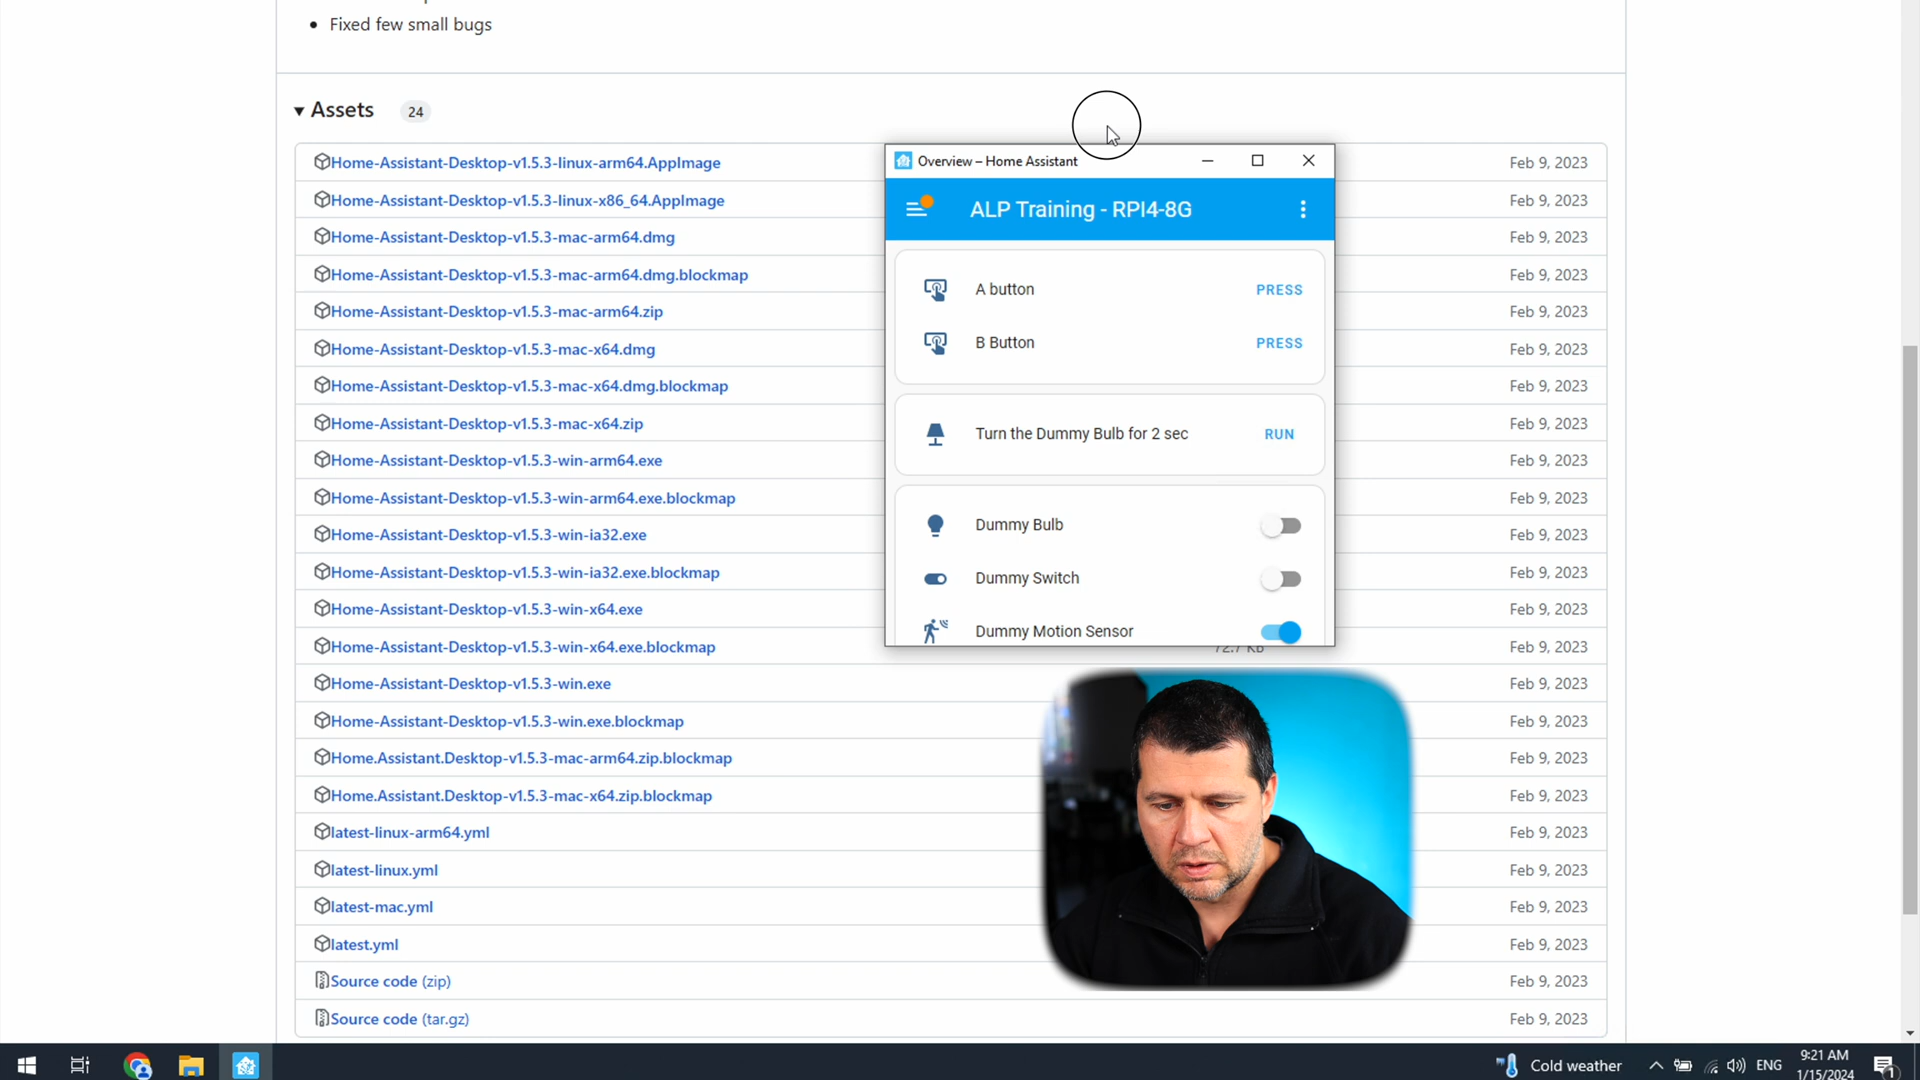 Fixed few small bugs
Assets 24
Home-Assistant-Desktop-v1.5.3-linux-arm64.AppImage Feb 9, 2023
Home-Assistant-Desktop-v1.5.3-linux-x86_64.AppImage Feb 9, 2023
Home-Assistant-Desktop-v1.5.3-mac-arm64.dmg Feb 9, 2023
Home-Assistant-Desktop-v1.5.3-mac-arm64.dmg.blockmap Feb 9, 2023
Home-Assistant-Desktop-v1.5.3-mac-arm64.zip Feb 9, 2023
Home-Assistant-Desktop-v1.5.3-mac-x64.dmg Feb 9, 2023
Home-Assistant-Desktop-v1.5.3-mac-x64.dmg.blockmap Feb 9, 2023
Home-Assistant-Desktop-v1.5.3-mac-x64.zip Feb 9, 2023
Home-Assistant-Desktop-v1.5.3-win-arm64.exe Feb 9, 2023
Home-Assistant-Desktop-v1.5.3-win-arm64.exe.blockmap Feb 9, 2023
Home-Assistant-Desktop-v1.5.3-win-ia32.exe Feb 9, 2023
Home-Assistant-Desktop-v1.5.3-win-ia32.exe.blockmap Feb 9, 2023
Home-Assistant-Desktop-v1.5.3-win-x64.exe Feb 9, 2023
Home-Assistant-Desktop-v1.5.3-win-x64.exe.blockmap 72.7 KB Feb 9, 2023
Home-Assistant-Desktop-v1.5.3-win.exe Feb 9, 2023
Home-Assistant-Desktop-v1.5.3-win.exe.blockmap Feb 9, 2023
Home.Assistant.Desktop-v1.5.3-mac-arm64.zip.blockmap Feb 9, 2023
Home.Assistant.Desktop-v1.5.3-mac-x64.zip.blockmap Feb 9, 2023
latest-linux-arm64.yml Feb 9, 2023
latest-linux.yml Feb 9, 2023
latest-mac.yml Feb 9, 2023
latest.yml Feb 9, 2023
Source code (zip) Feb 9, 2023
Source code (tar.gz) Feb 9, 2023
Overview – Home Assistant
ALP Training - RPI4-8G
A button PRESS
B Button PRESS
Turn the Dummy Bulb for 2 sec RUN
Dummy Bulb
Dummy Switch
Dummy Motion Sensor
Cold weather ENG 9:21 AM
1/15/2024 1